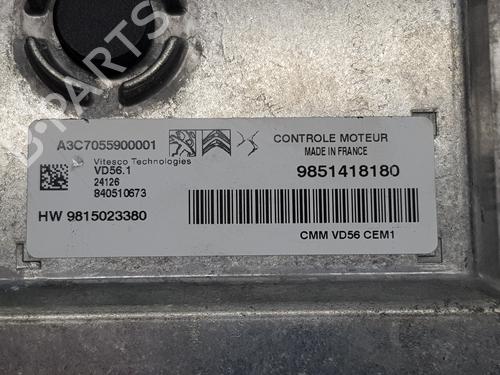 A3C7055900001
Vitesco Technologies
VD56.1
24126
840510673
HW 9815023380
CONTROLE MOTEUR
MADE IN FRANCE
9851418180
CMM VD56 CEM1
B-PARTS